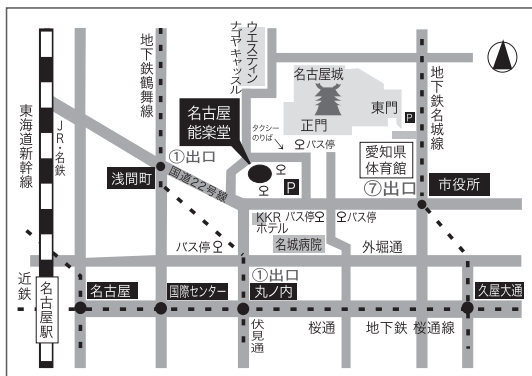 地下鉄鶴舞線
ウエスティン
ナゴヤキャッスル
名古屋城
東門
正門
P
地下鉄名城線
東海道新幹線
JR・名鉄
名古屋
能楽堂
タクシー
のりば
バス停
愛知県
体育館
①出口
浅間町
国道22号線
P
⑦出口
市役所
KKR
ホテル
バス停
バス停
名城病院
バス停
外堀通
①出口
近鉄
名古屋駅
名古屋
国際センター
丸ノ内
久屋大通
伏見通
桜通
地下鉄 桜通線